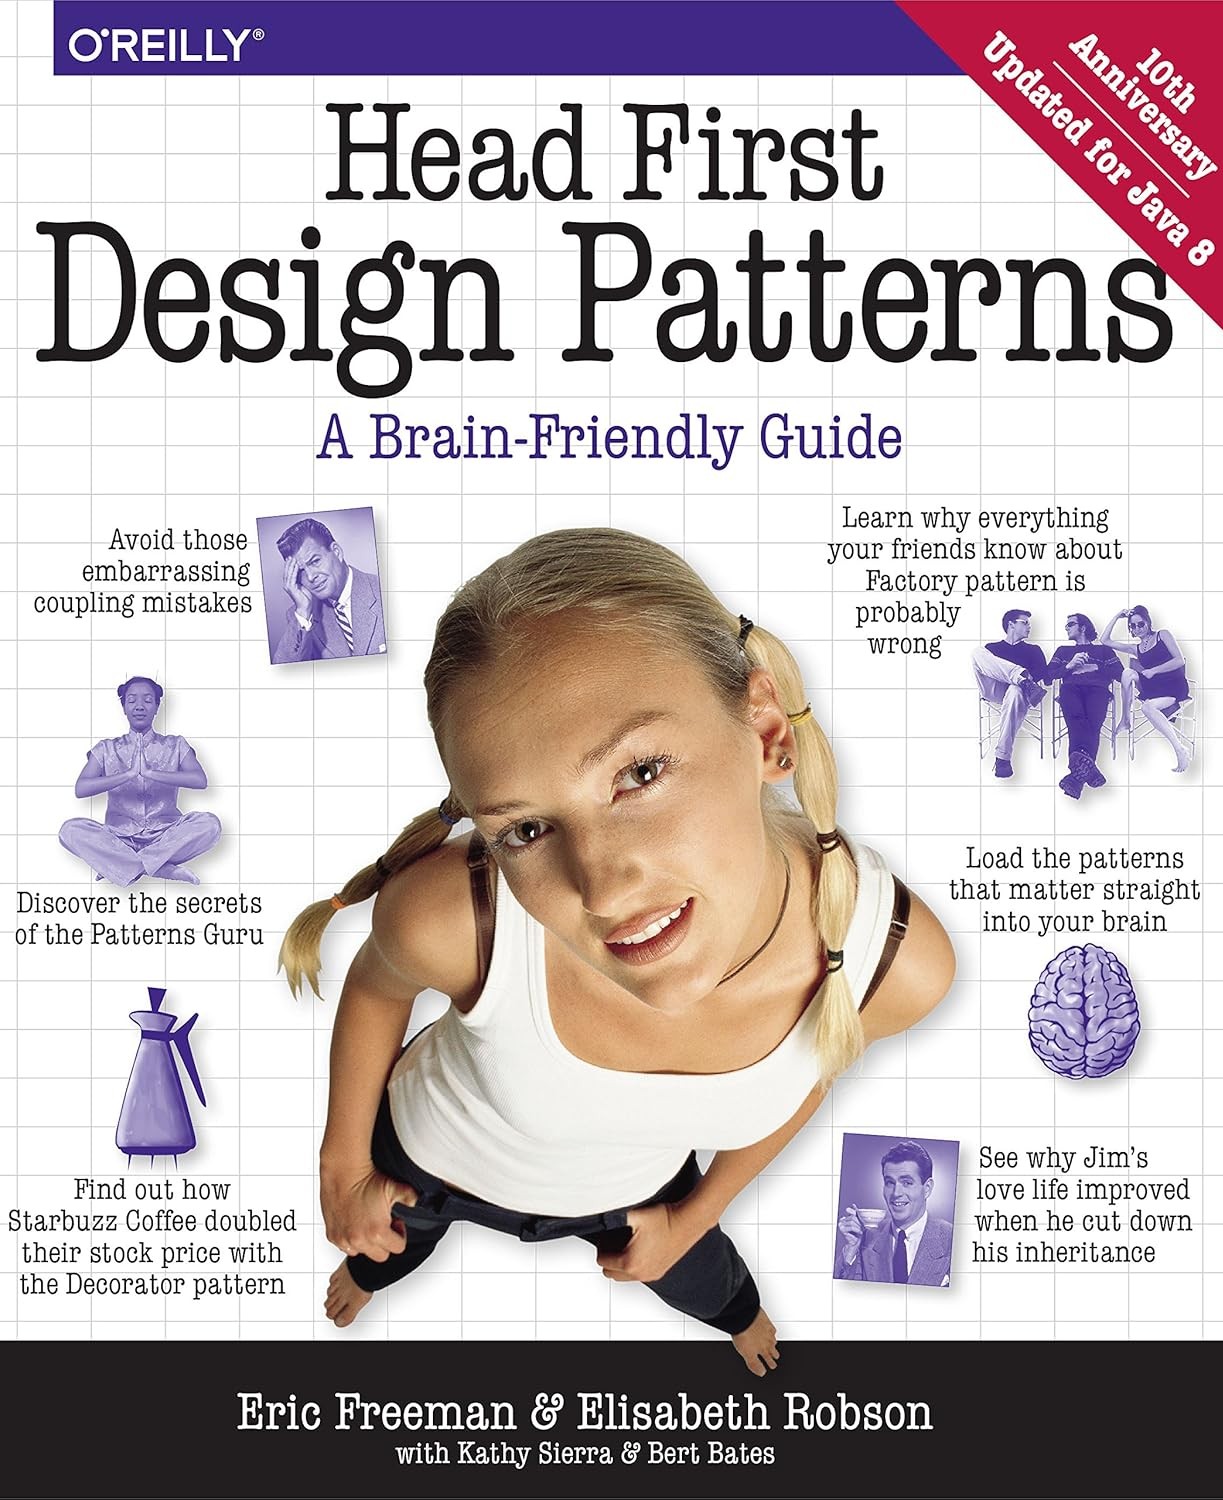 O'REILLY®
10th
Anniversary
Updated for Java 8
Head First
Design Patterns
A Brain-Friendly Guide
Avoid those
embarrassing
coupling mistakes
Learn why everything
your friends know about
Factory pattern is
probably
wrong
Discover the secrets
of the Patterns Guru
Load the patterns
that matter straight
into your brain
Find out how
Starbuzz Coffee doubled
their stock price with
the Decorator pattern
See why Jim's
love life improved
when he cut down
his inheritance
Eric Freeman & Elisabeth Robson
with Kathy Sierra & Bert Bates